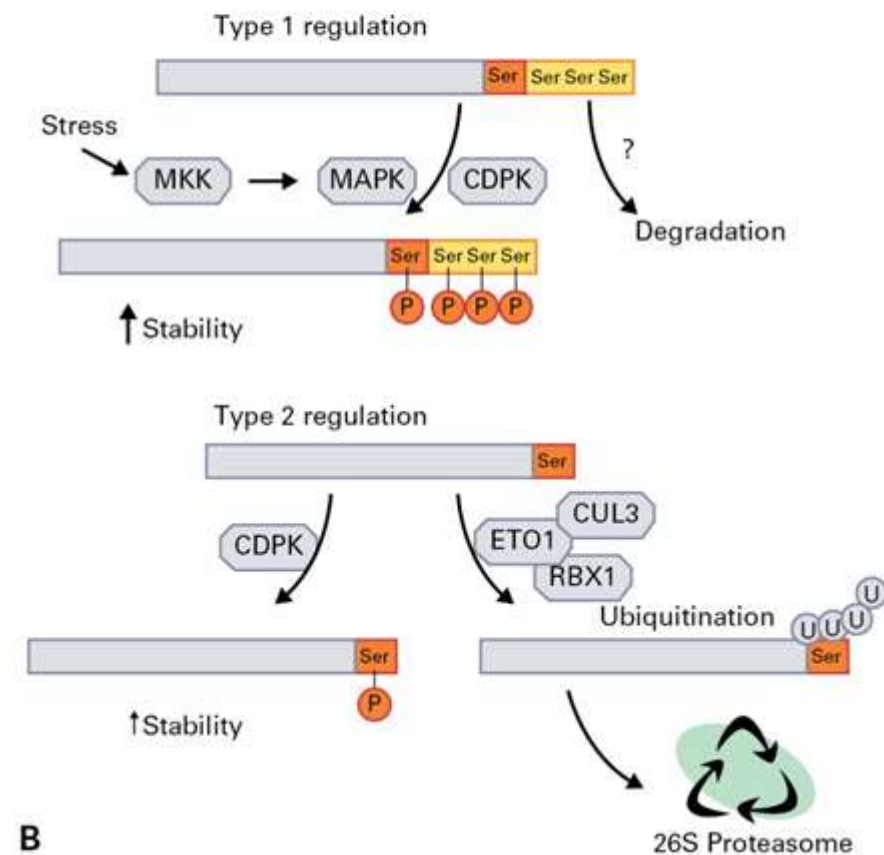 Type 1 regulation
Ser Ser Ser Ser
Stress
?
MKK MAPK CDPK
Degradation
Ser Ser Ser Ser
P P P P
Stability
Type 2 regulation
Ser
CUL3
CDPK ETO1
RBX1
Ubiquitination U U U U
Ser Ser
P
Stability
B
26S Proteasome